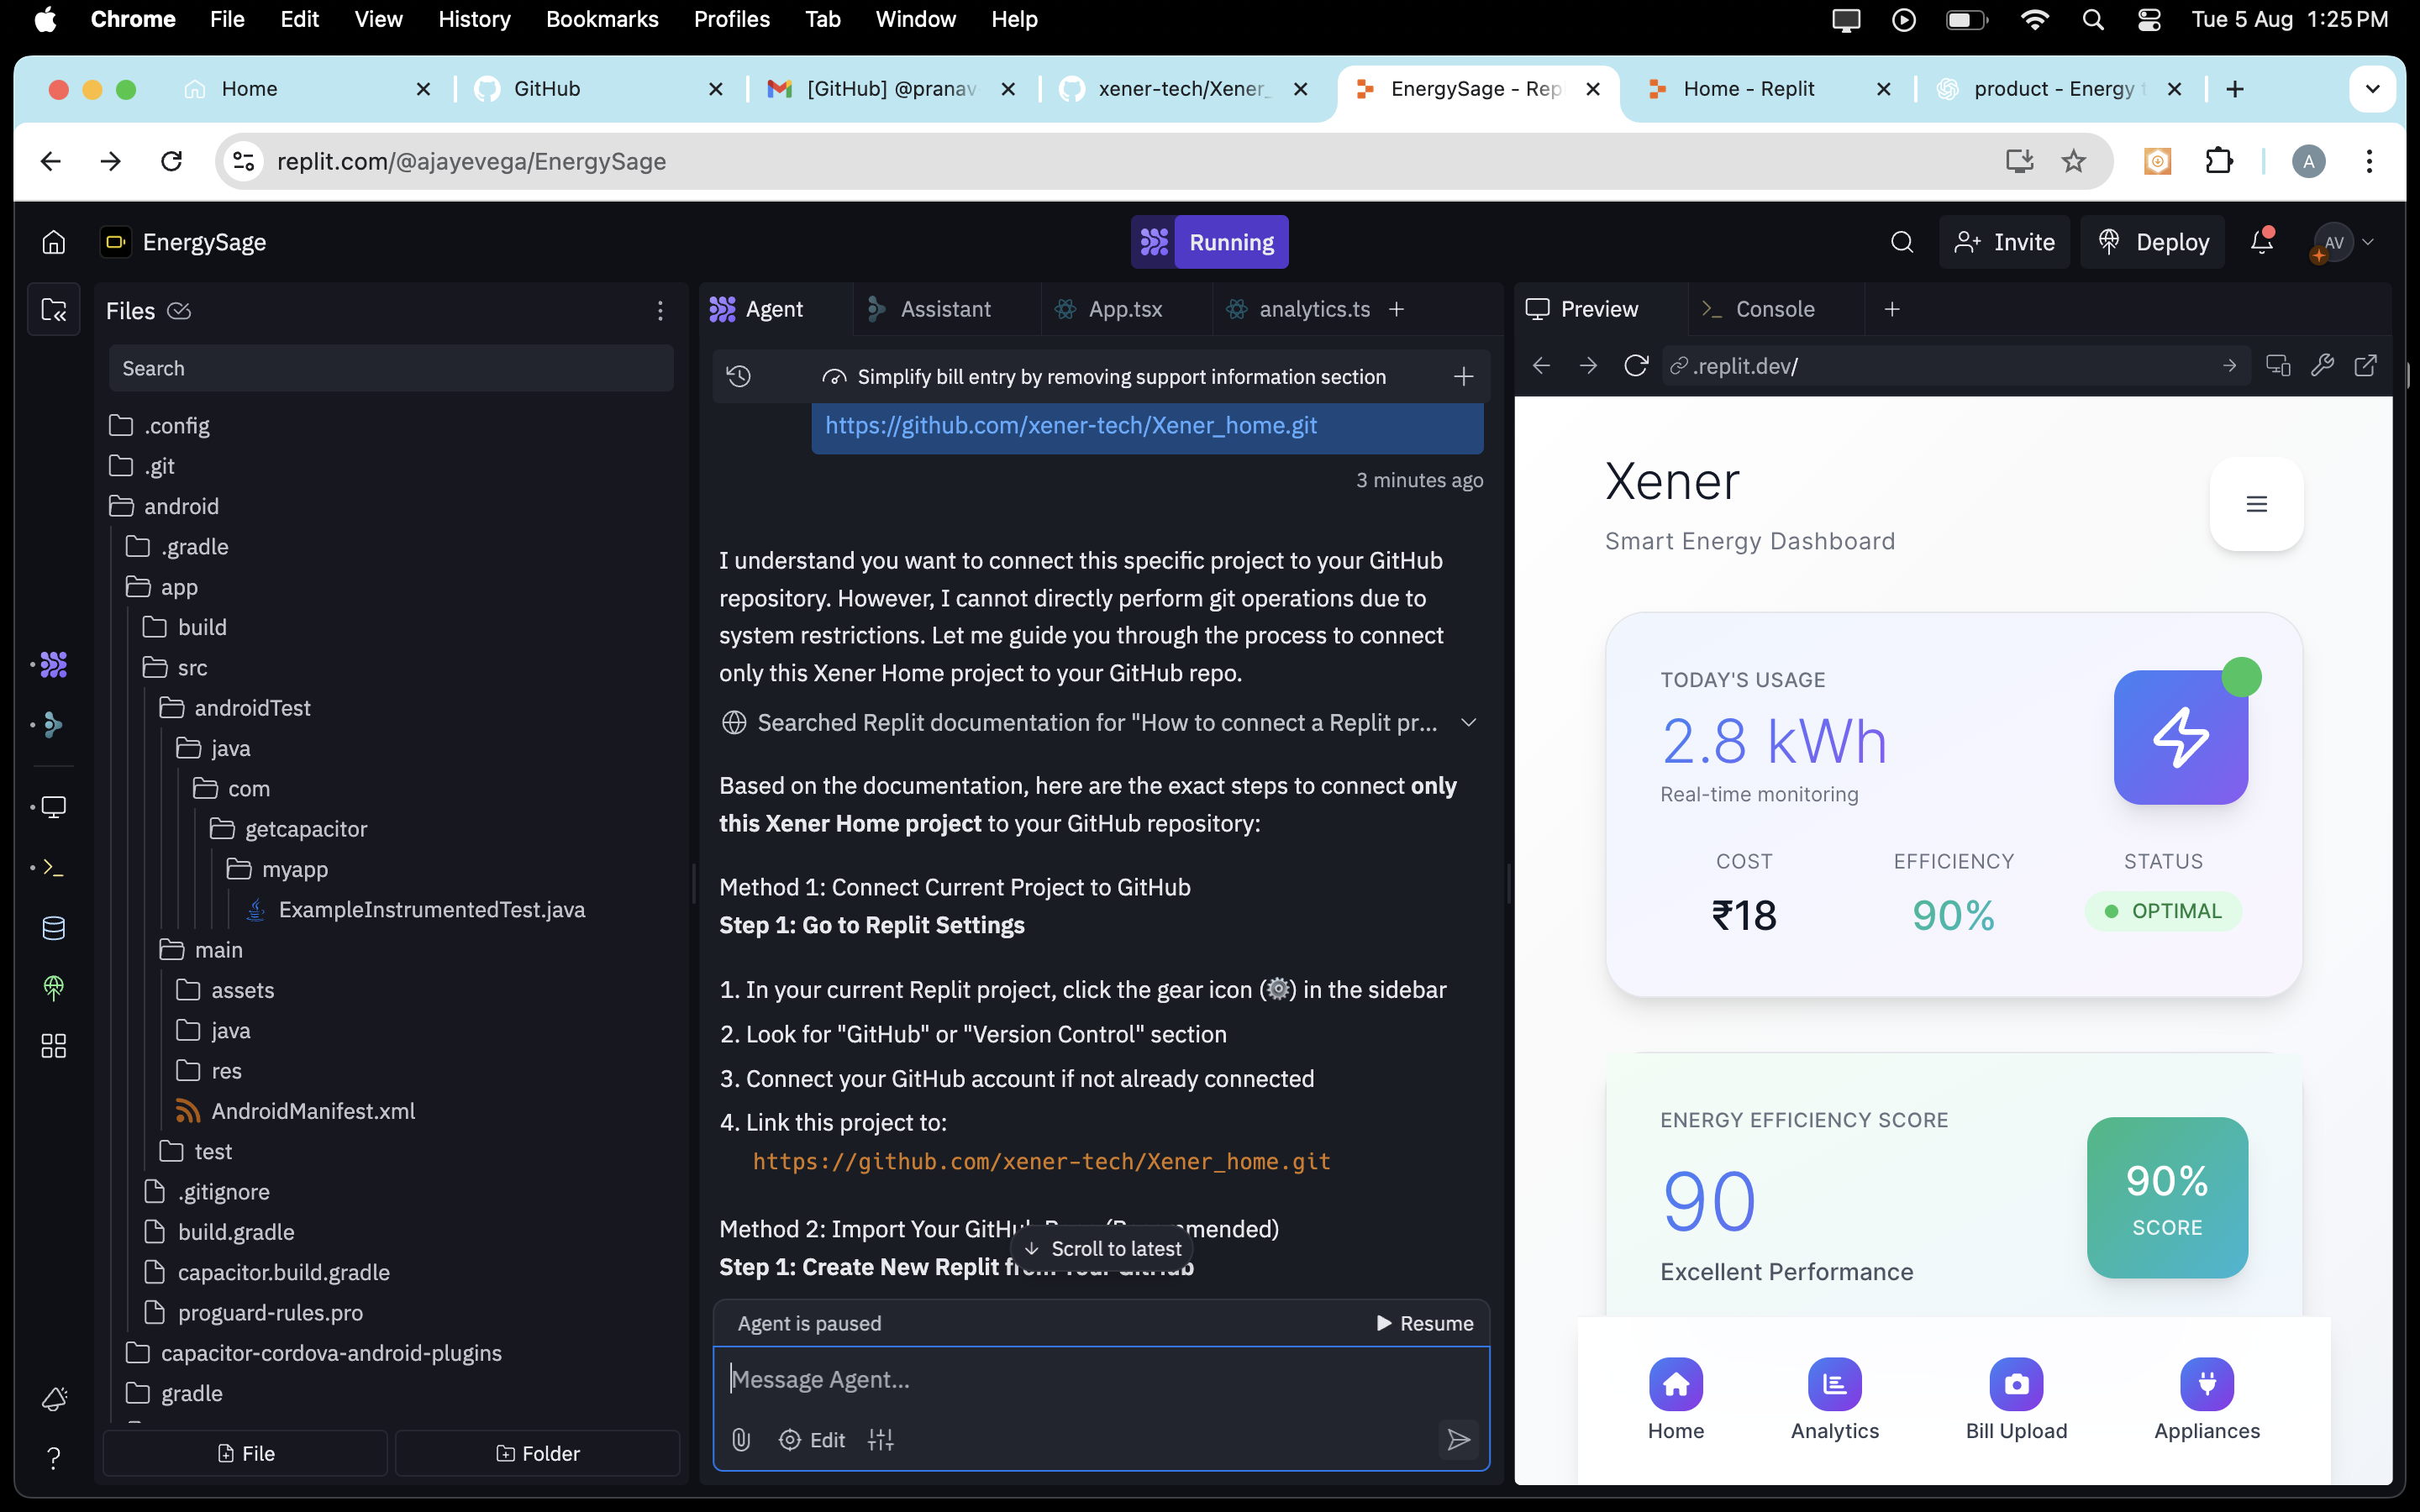 Chrome File Edit View History Bookmarks Profiles Tab Window Help Tue 5 Aug 1:25 PM
Home GitHub [GitHub] @pranav xener-tech/Xener_ EnergySage - Rep Home - Replit product - Energy
replit.com/@ajayevega/EnergySage A
EnergySage Running Invite Deploy AV
Files
Search
.config
.git
android
.gradle
app
build
src
androidTest
java
com
getcapacitor
myapp
ExampleInstrumentedTest.java
main
assets
java
res
AndroidManifest.xml
test
.gitignore
build.gradle
capacitor.build.gradle
proguard-rules.pro
capacitor-cordova-android-plugins
gradle
File Folder
Agent Assistant App.tsx analytics.ts
Simplify bill entry by removing support information section
https://github.com/xener-tech/Xener_home.git
3 minutes ago
I understand you want to connect this specific project to your GitHub
repository. However, I cannot directly perform git operations due to
system restrictions. Let me guide you through the process to connect
only this Xener Home project to your GitHub repo.
Searched Replit documentation for "How to connect a Replit pr...
Based on the documentation, here are the exact steps to connect only
this Xener Home project to your GitHub repository:
Method 1: Connect Current Project to GitHub
Step 1: Go to Replit Settings
1. In your current Replit project, click the gear icon (⚙️) in the sidebar
2. Look for "GitHub" or "Version Control" section
3. Connect your GitHub account if not already connected
4. Link this project to:
https://github.com/xener-tech/Xener_home.git
Method 2: Import Your GitHub
Scroll to latest
Step 1: Create New Replit
Agent is paused Resume
Message Agent...
Edit
Preview Console
.replit.dev/
Xener
Smart Energy Dashboard
TODAY'S USAGE
2.8 kWh
Real-time monitoring
COST EFFICIENCY STATUS
₹18 90% OPTIMAL
ENERGY EFFICIENCY SCORE
90
90%
SCORE
Excellent Performance
Home Analytics Bill Upload Appliances